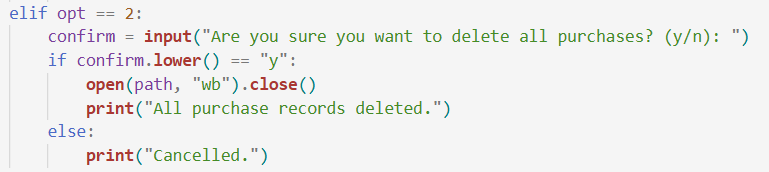 elif opt == 2:
    confirm = input("Are you sure you want to delete all purchases? (y/n): ")
    if confirm.lower() == "y":
        open(path, "wb").close()
        print("All purchase records deleted.")
    else:
        print("Cancelled.")